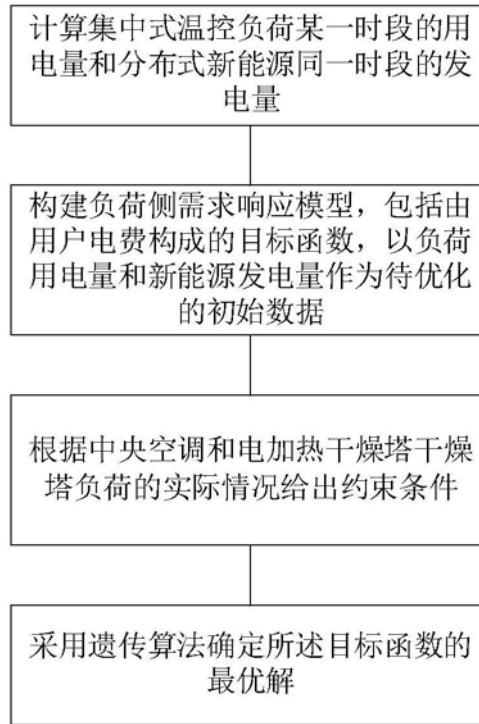 计算集中式温控负荷某一时段的用
电量和分布式新能源同一时段的发
电量
构建负荷侧需求响应模型，包括由
用户电费构成的目标函数，以负荷
用电量和新能源发电量作为待优化
的初始数据
根据中央空调和电加热干燥塔干燥
塔负荷的实际情况给出约束条件
采用遗传算法确定所述目标函数的
最优解